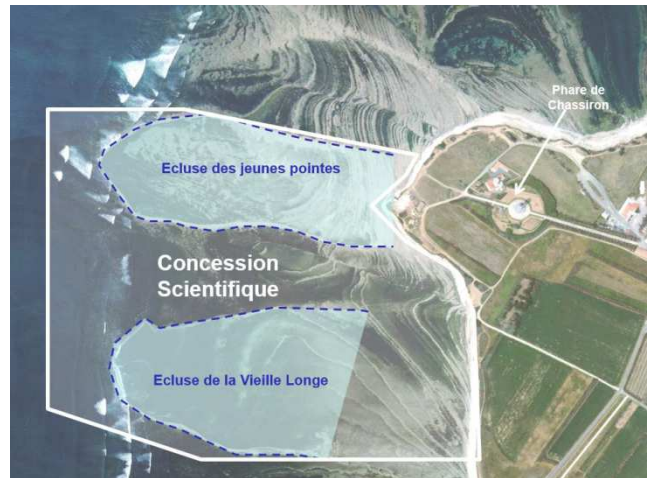 Phare de
Chassiron
Ecluse des jeunes pointes
Concession
Scientifique
Ecluse de la Vieille Longe